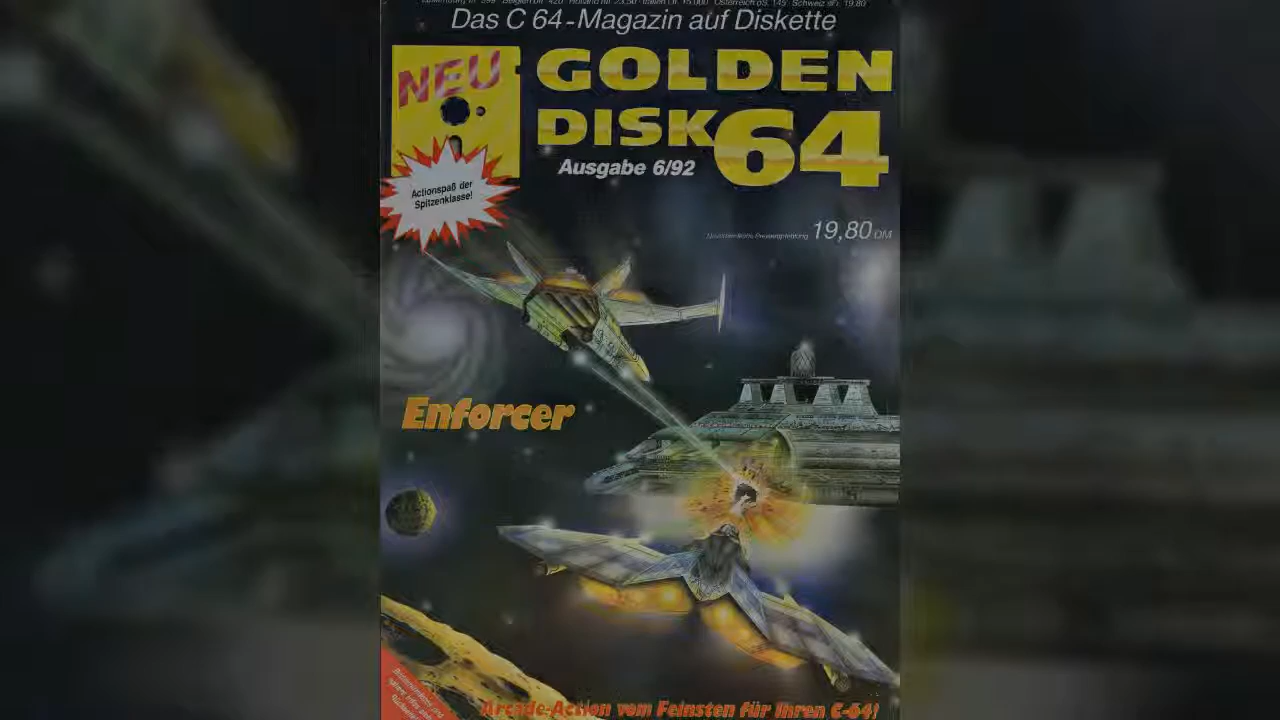 Das C 64-Magazin auf Diskette
NEU
GOLDEN
DISK 64
Ausgabe 6/92
Actionspaß der
Spitzenklasse!
19,80 DM
Enforcer
Arcade-Action vom Feinsten für Ihren C-64!